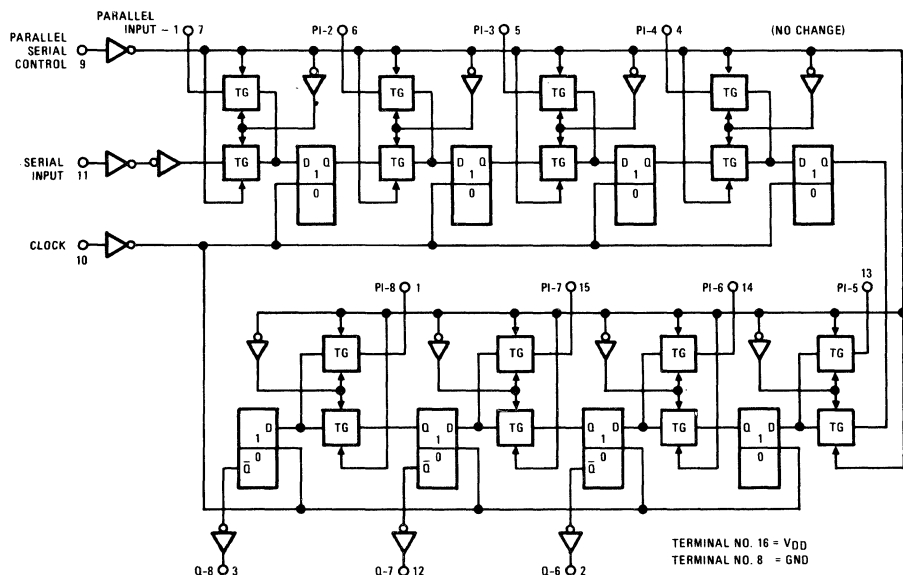 PARALLEL
INPUT – 1 7 PI-2 6 PI-3 5 PI-4 4 (NO CHANGE)
PARALLEL
SERIAL
CONTROL
9
TG TG TG TG
SERIAL
INPUT
11
TG D Q TG D Q TG D Q TG D Q
1 1 1 1
0 0 0 0
CLOCK
10
PI-8 1 PI-7 15 PI-6 14 PI-5 13
TG TG TG TG
D TG Q D TG Q D TG Q D TG
1 1 1 1
0 0 0 0
Q̅ Q̅ Q̅
Q-8 3 Q-7 12 Q-6 2
TERMINAL NO. 16 = VDD
TERMINAL NO. 8 = GND